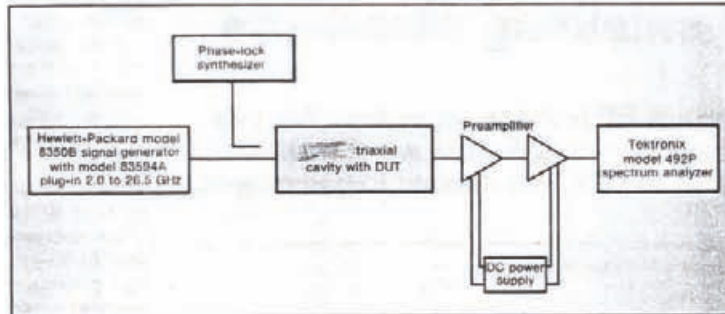 Phase-lock
synthesizer
Hewlett-Packard model
8350B signal generator
with model 83594A
plug-in 2.0 to 26.5 GHz
triaxial
cavity with DUT
Preamplifier
Tektronix
model 492P
spectrum analyzer
DC power
supply